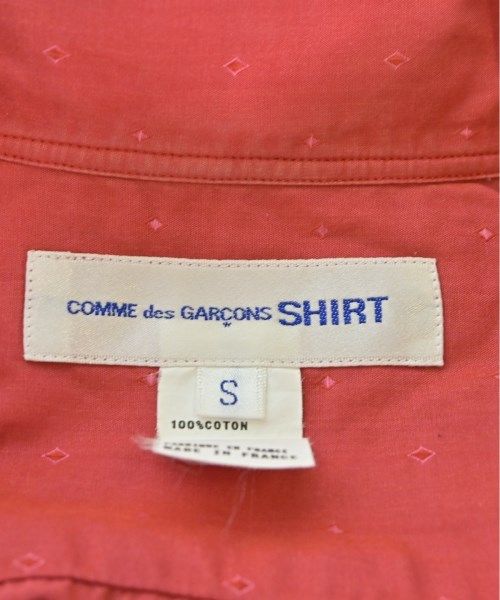 COMME des GARÇONS SHIRT
S
100%COTON
FABRIQUE EN FRANCE
MADE IN FRANCE